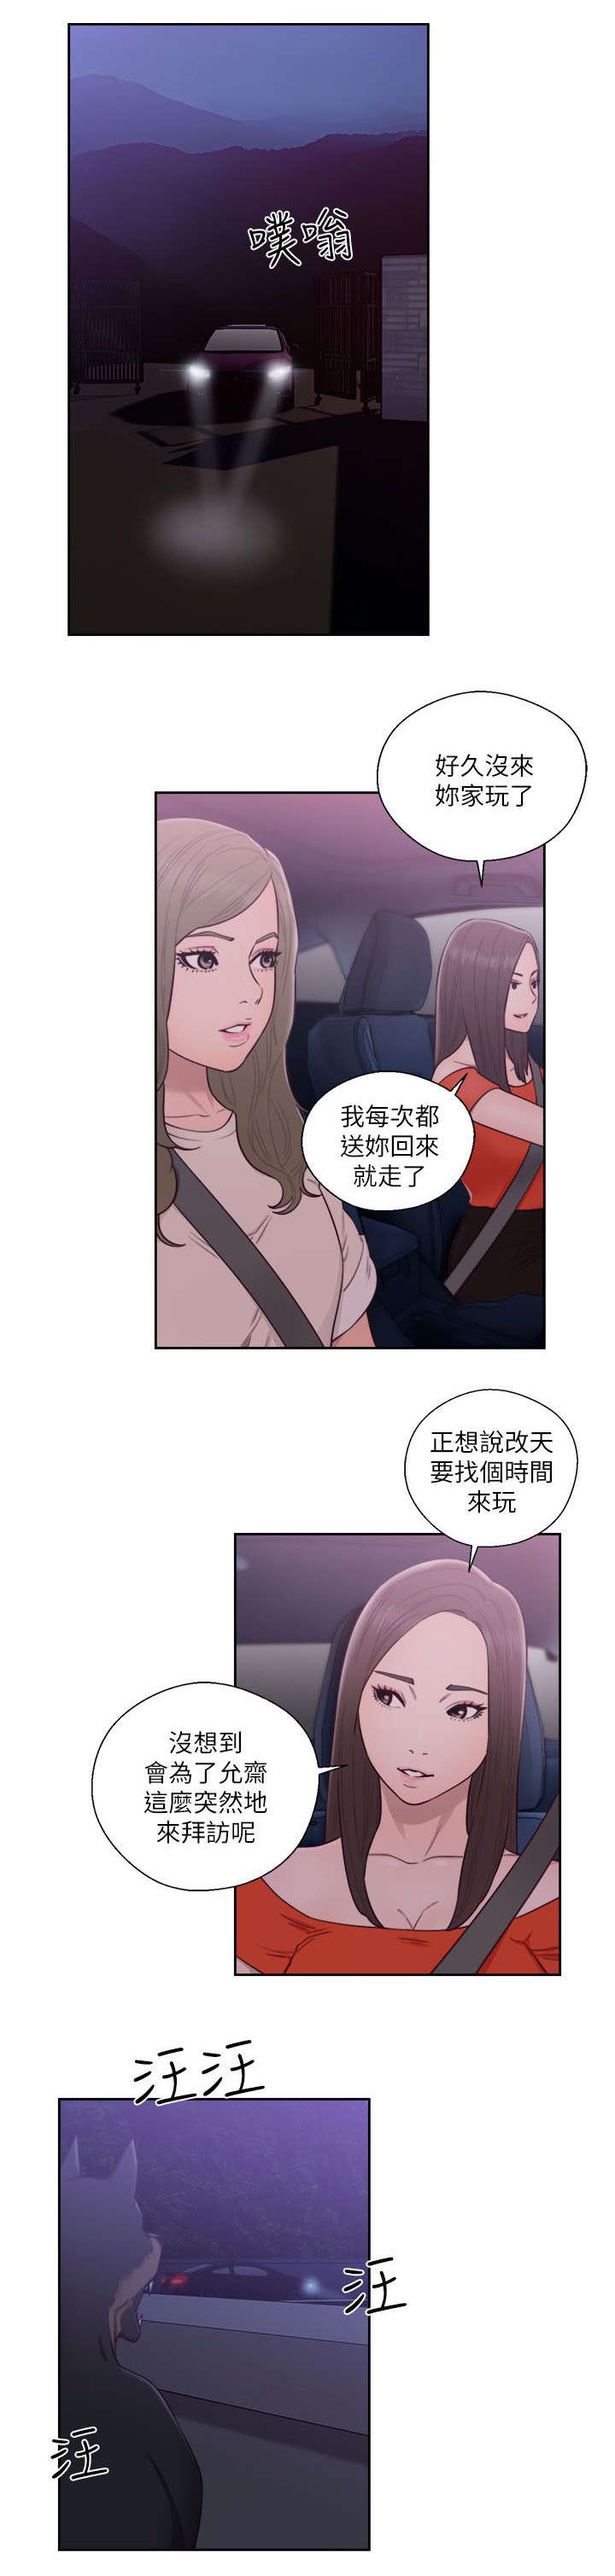 噗嗡
好久沒來
妳家玩了
我每次都
送妳回來
就走了
正想說改天
要找個時間
來玩
沒想到
會為了允齋
這麼突然地
來拜訪呢
汪汪
汪
汪